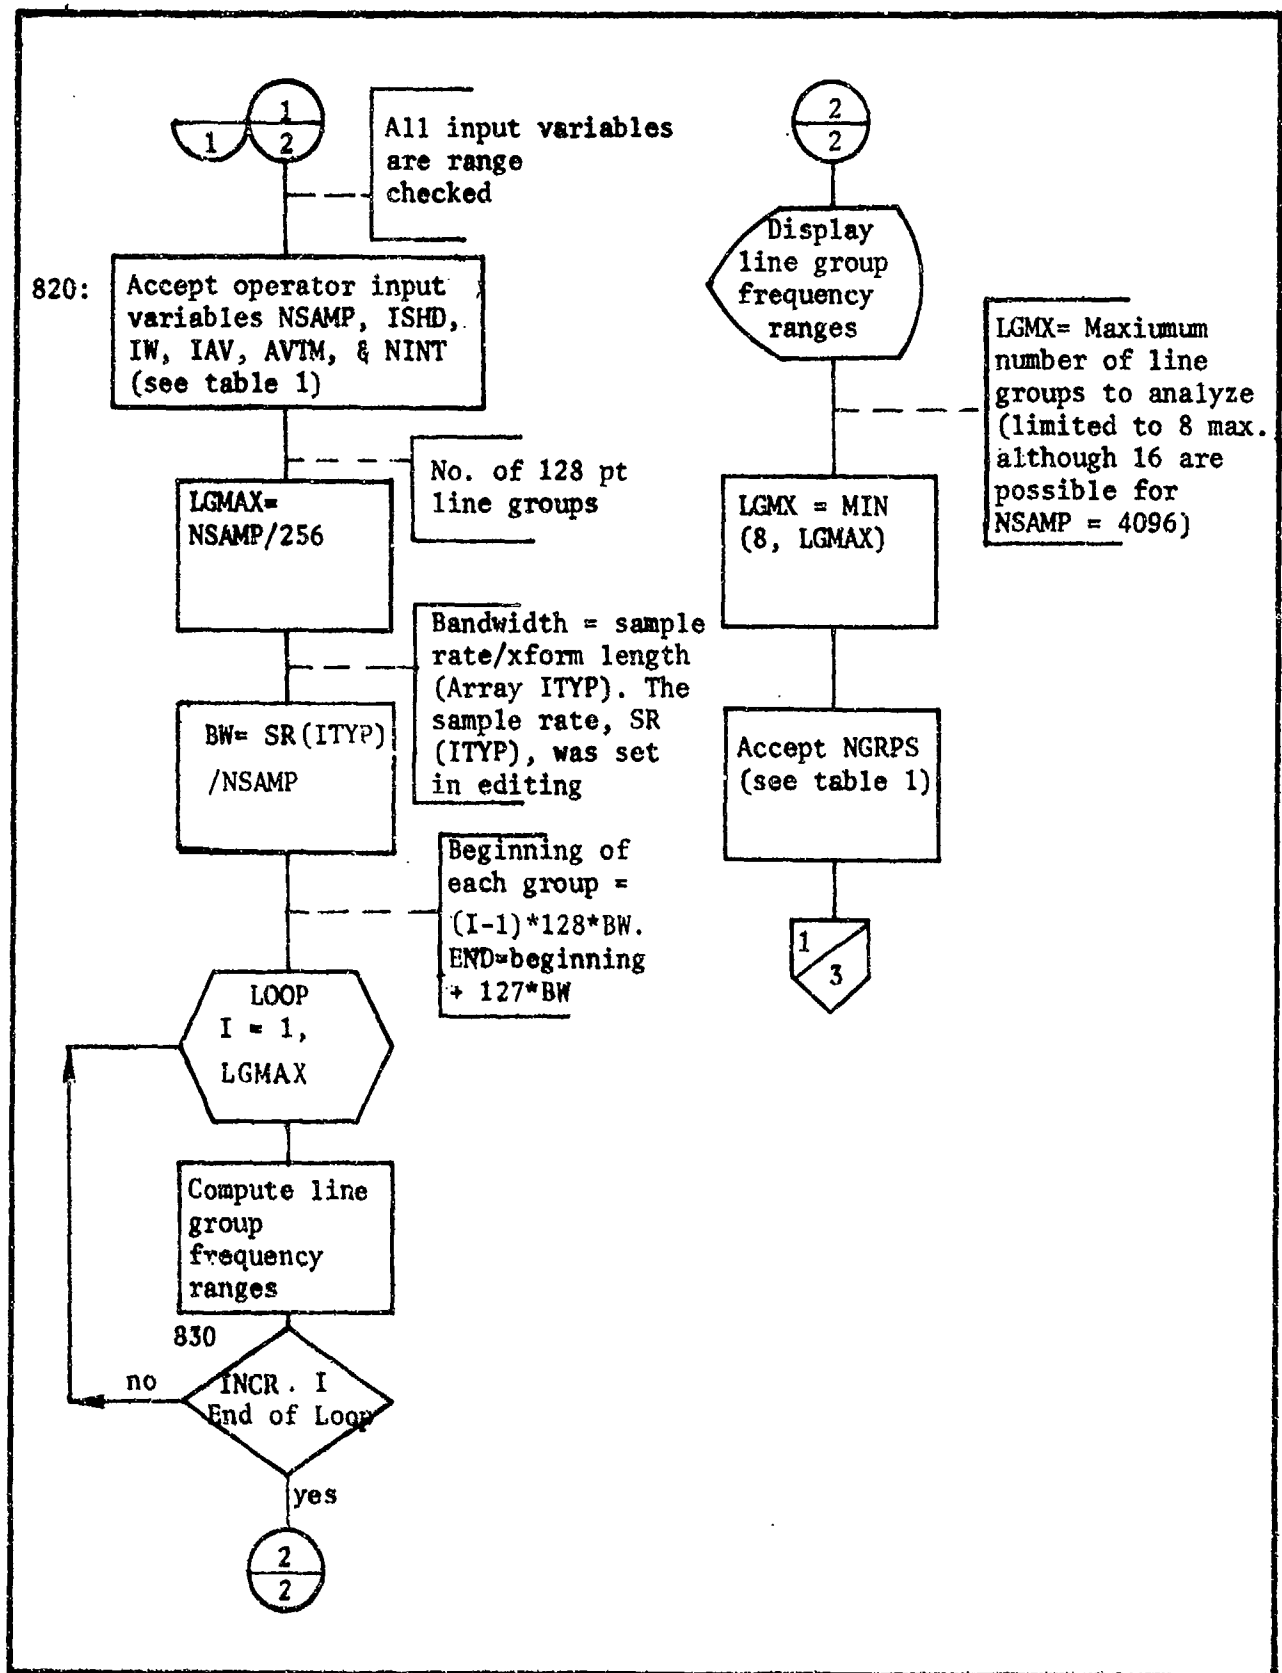 1
1
2
All input variables
are range
checked
820:
Accept operator input
variables NSAMP, ISHD,
IW, IAV, AVTM, & NINT
(see table 1)
No. of 128 pt
line groups
LGMAX=
NSAMP/256
Bandwidth = sample
rate/xform length
(Array ITYP). The
sample rate, SR
(ITYP), was set
in editing
BW= SR(ITYP)
/NSAMP
Beginning of
each group =
(I-1)*128*BW.
END=beginning
+ 127*BW
LOOP
I = 1,
LGMAX
Compute line
group
frequency
ranges
830
INCR. I
End of Loop
no
yes
2
2
2
2
Display
line group
frequency
ranges
LGMX= Maxiumum
number of line
groups to analyze
(limited to 8 max.
although 16 are
possible for
NSAMP = 4096)
LGMX = MIN
(8, LGMAX)
Accept NGRPS
(see table 1)
1
3